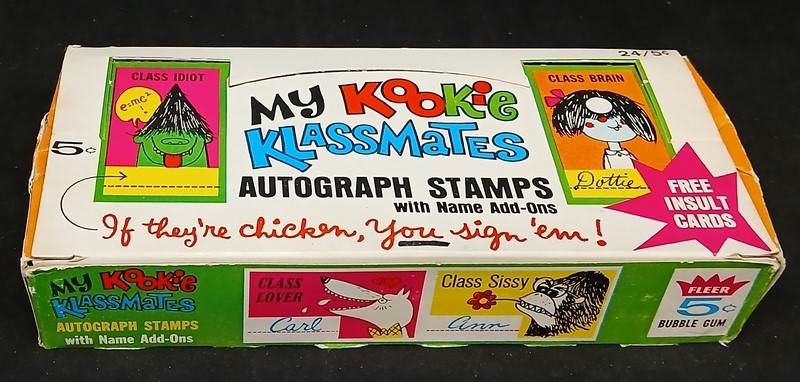 24/5¢
CLASS IDIOT
e=mc²!
5¢
MY KOOKIE
KLASSMATES
AUTOGRAPH STAMPS
with Name Add-Ons
CLASS BRAIN
Dottie
FREE
INSULT
CARDS
If they're chicken, You sign 'em!
MY KOOKIE
KLASSMATES
AUTOGRAPH STAMPS
with Name Add-Ons
CLASS
LOVER
Carl
Class Sissy
Ann
FLEER
5¢
BUBBLE GUM